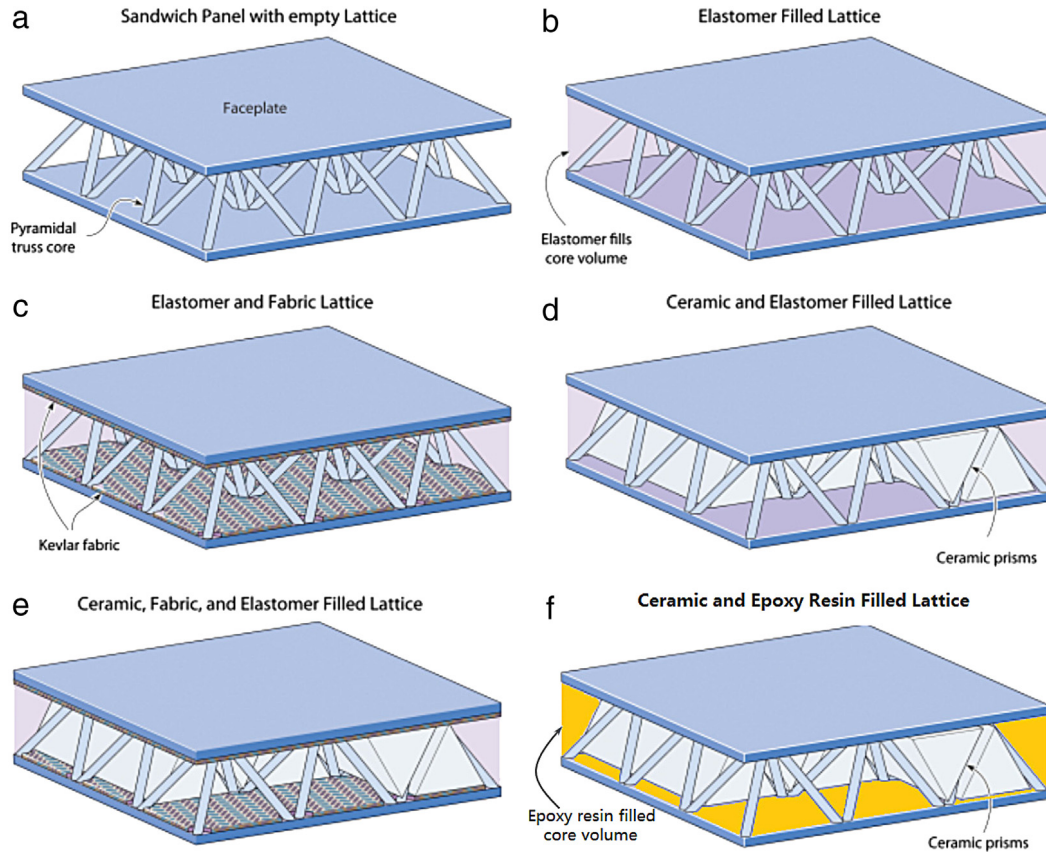 a
Sandwich Panel with empty Lattice
Faceplate
Pyramidal
truss core
b
Elastomer Filled Lattice
Elastomer fills
core volume
c
Elastomer and Fabric Lattice
Kevlar fabric
d
Ceramic and Elastomer Filled Lattice
Ceramic prisms
e
Ceramic, Fabric, and Elastomer Filled Lattice
f
Ceramic and Epoxy Resin Filled Lattice
Epoxy resin filled
core volume
Ceramic prisms